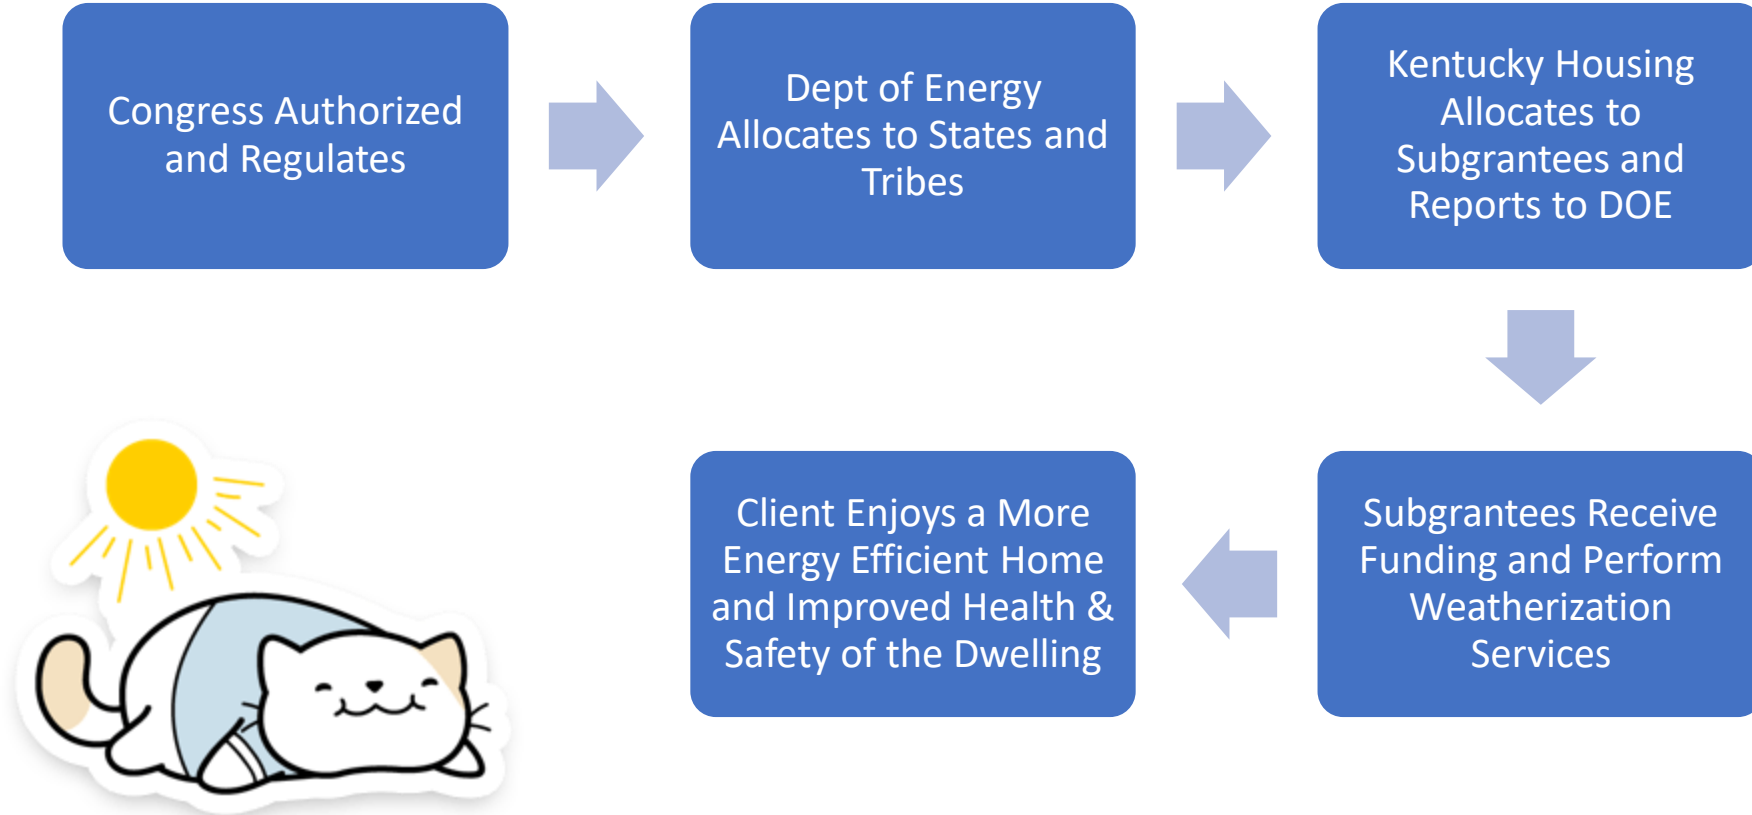 Congress Authorized
and Regulates
Dept of Energy
Allocates to States and
Tribes
Kentucky Housing
Allocates to
Subgrantees and
Reports to DOE
Subgrantees Receive
Funding and Perform
Weatherization
Services
Client Enjoys a More
Energy Efficient Home
and Improved Health &
Safety of the Dwelling